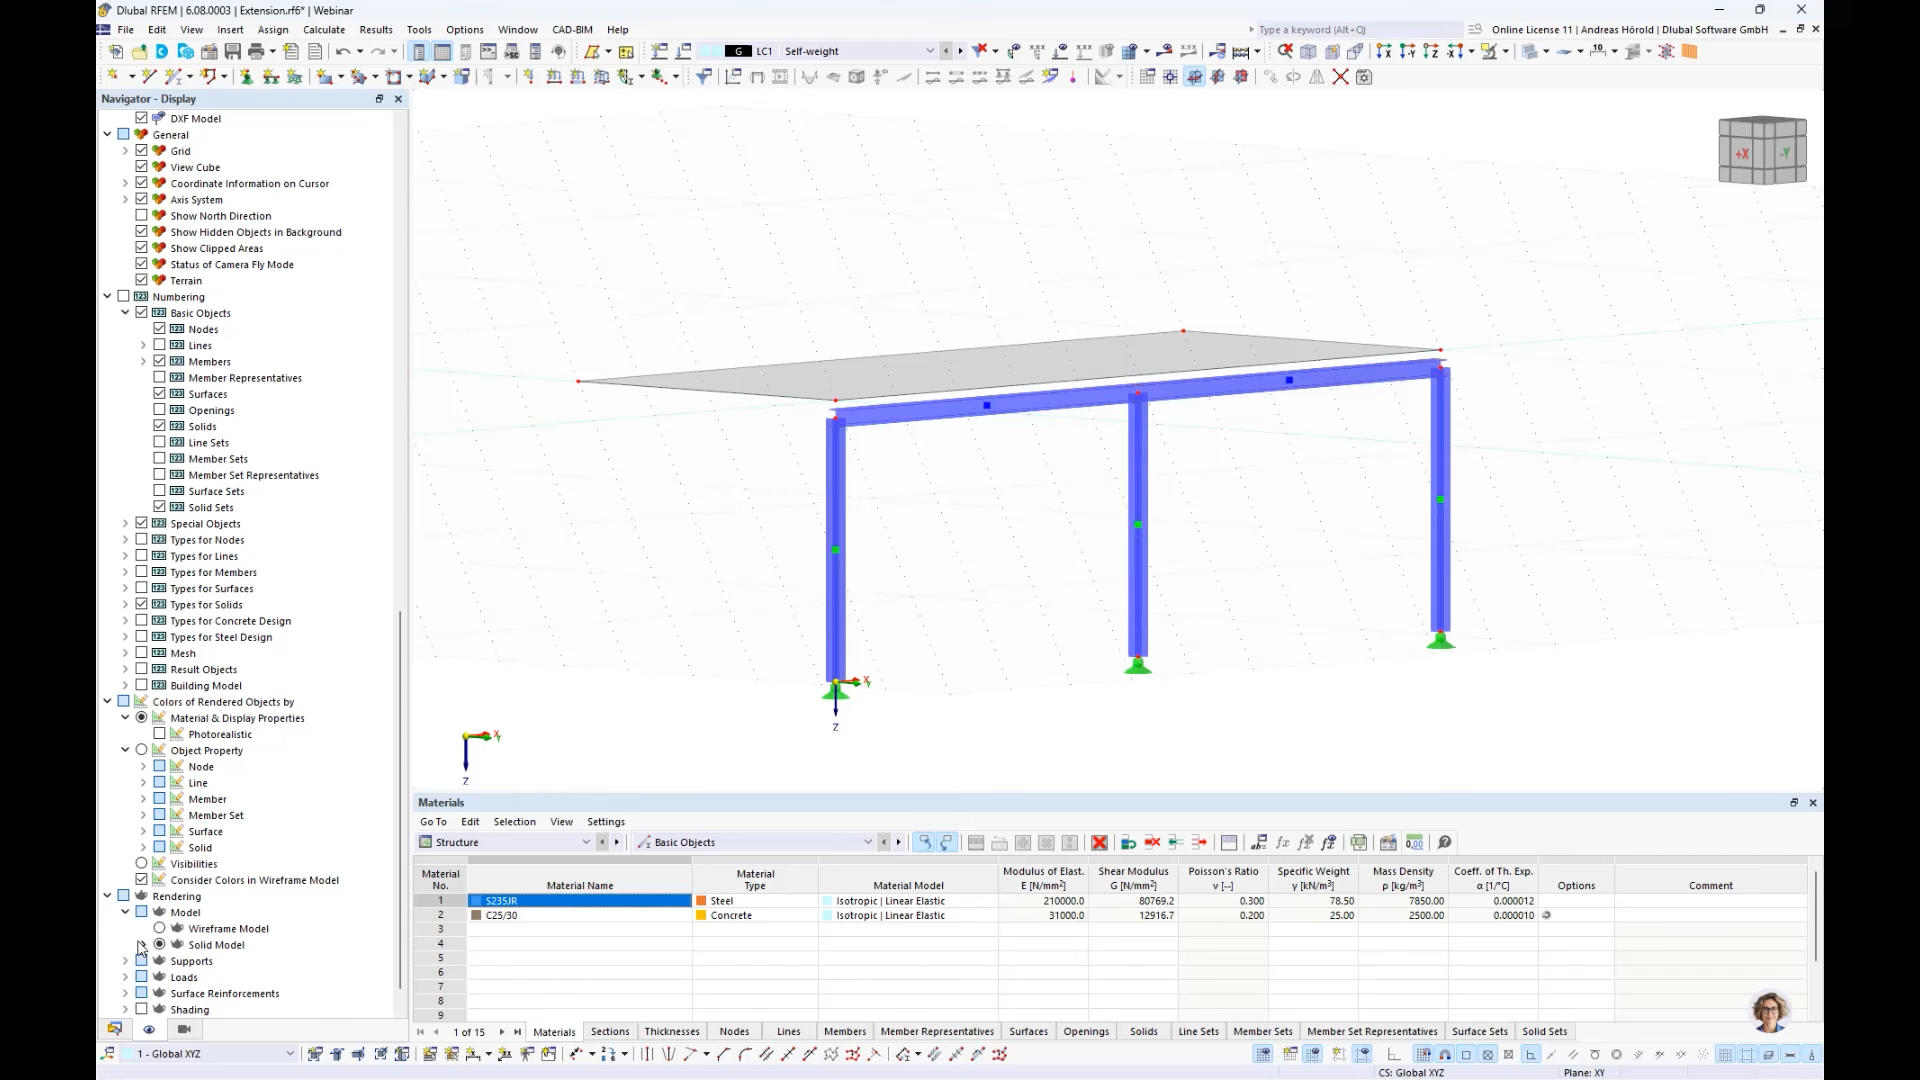 Dlubal RFEM | 6.08.0003 | Extension.rf6* | Webinar
File Edit View Insert Assign Calculate Results Tools Options Window CAD-BIM Help
Type a keyword (Alt+Q)
Online License 11 | Andreas Hörold | Dlubal Software GmbH
G LC1 Self-weight
Navigator - Display
DXF Model
General
Grid
View Cube
Coordinate Information on Cursor
Axis System
Show North Direction
Show Hidden Objects in Background
Show Clipped Areas
Status of Camera Fly Mode
Terrain
Numbering
Basic Objects
Nodes
Lines
Members
Member Representatives
Surfaces
Openings
Solids
Line Sets
Member Sets
Member Set Representatives
Surface Sets
Solid Sets
Special Objects
Types for Nodes
Types for Lines
Types for Members
Types for Surfaces
Types for Solids
Types for Concrete Design
Types for Steel Design
Mesh
Result Objects
Building Model
Colors of Rendered Objects by
Material & Display Properties
Photorealistic
Object Property
Node
Line
Member
Member Set
Surface
Solid
Visibilities
Consider Colors in Wireframe Model
Rendering
Model
Wireframe Model
Solid Model
Supports
Loads
Surface Reinforcements
Shading
+X -Y
X Y
Z
X Y
Z
Materials
Go To Edit Selection View Settings
Structure Basic Objects
Material No. Material Name Material Type Material Model Modulus of Elast. E [N/mm²] Shear Modulus G [N/mm²] Poisson's Ratio ν [--] Specific Weight γ [kN/m³] Mass Density ρ [kg/m³] Coeff. of Th. Exp. α [1/°C] Options Comment
1 S235JR Steel Isotropic | Linear Elastic 210000.0 80769.2 0.300 78.50 7850.00 0.000012
2 C25/30 Concrete Isotropic | Linear Elastic 31000.0 12916.7 0.200 25.00 2500.00 0.000010
3
4
5
6
7
8
9
1 of 15 Materials Sections Thicknesses Nodes Lines Members Member Representatives Surfaces Openings Solids Line Sets Member Sets Member Set Representatives Surface Sets Solid Sets
1 - Global XYZ
CS: Global XYZ Plane: XY